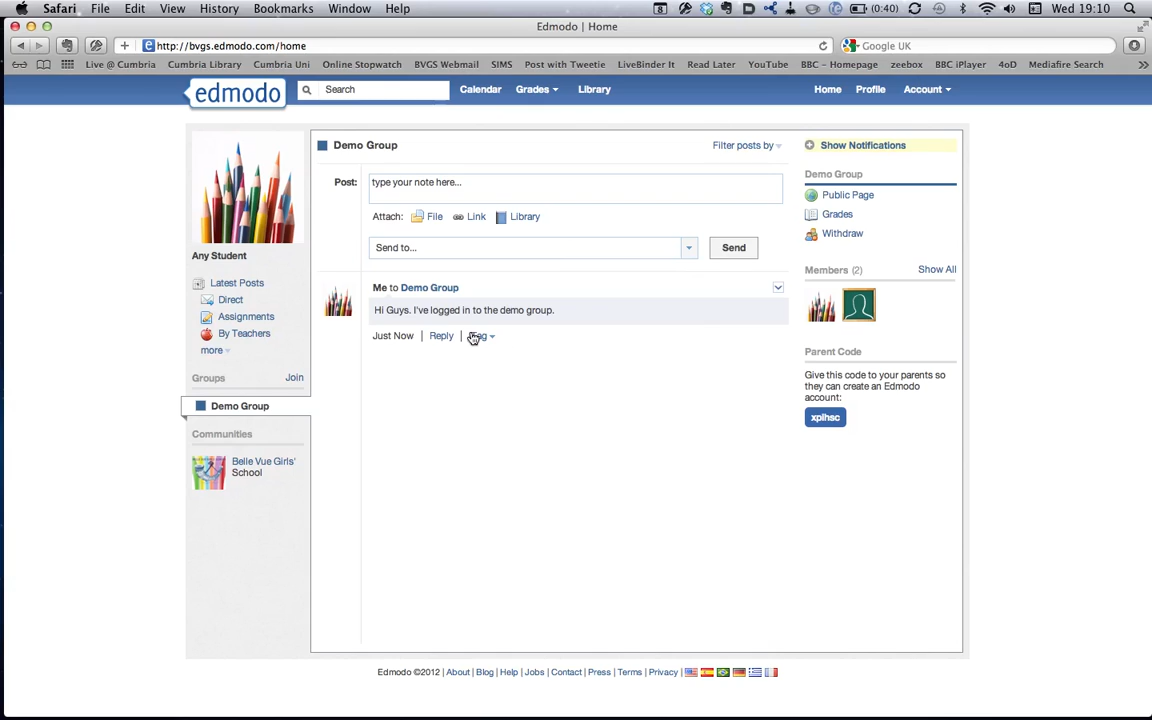 Safari File Edit View History Bookmarks Window Help (0:40) Wed 19:10
Edmodo | Home
http://bvgs.edmodo.com/home Google UK
Live @ Cumbria Cumbria Library Cumbria Uni Online Stopwatch BVGS Webmail SIMS Post with Tweetie LiveBinder It Read Later YouTube BBC - Homepage zeebox BBC iPlayer 4oD Mediafire Search
edmodo Search Calendar Grades Library Home Profile Account
Demo Group Filter posts by
Show Notifications
Post: type your note here...
Attach: File Link Library
Send to... Send
Any Student
Latest Posts
Direct
Assignments
By Teachers
more
Groups Join
Demo Group
Communities
Belle Vue Girls'
School
Me to Demo Group
Hi Guys. I've logged in to the demo group.
Just Now | Reply |
Demo Group
Public Page
Grades
Withdraw
Members (2) Show All
Parent Code
Give this code to your parents so
they can create an Edmodo
account:
xplhsc
Edmodo ©2012 | About | Blog | Help | Jobs | Contact | Press | Terms | Privacy |